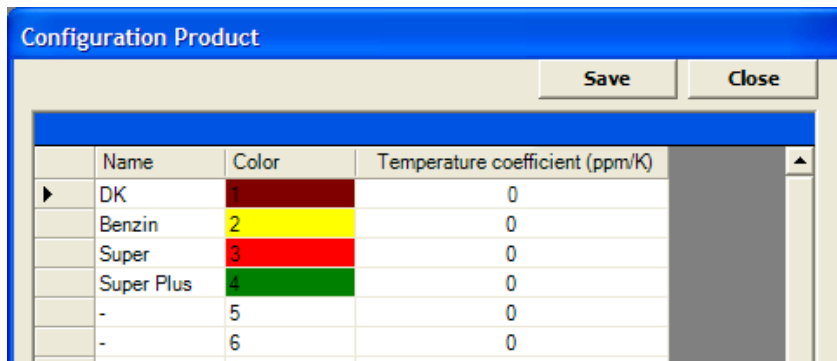 Configuration Product
Save Close
Name Color Temperature coefficient (ppm/K)
DK 1 0
Benzin 2 0
Super 3 0
Super Plus 4 0
- 5 0
- 6 0